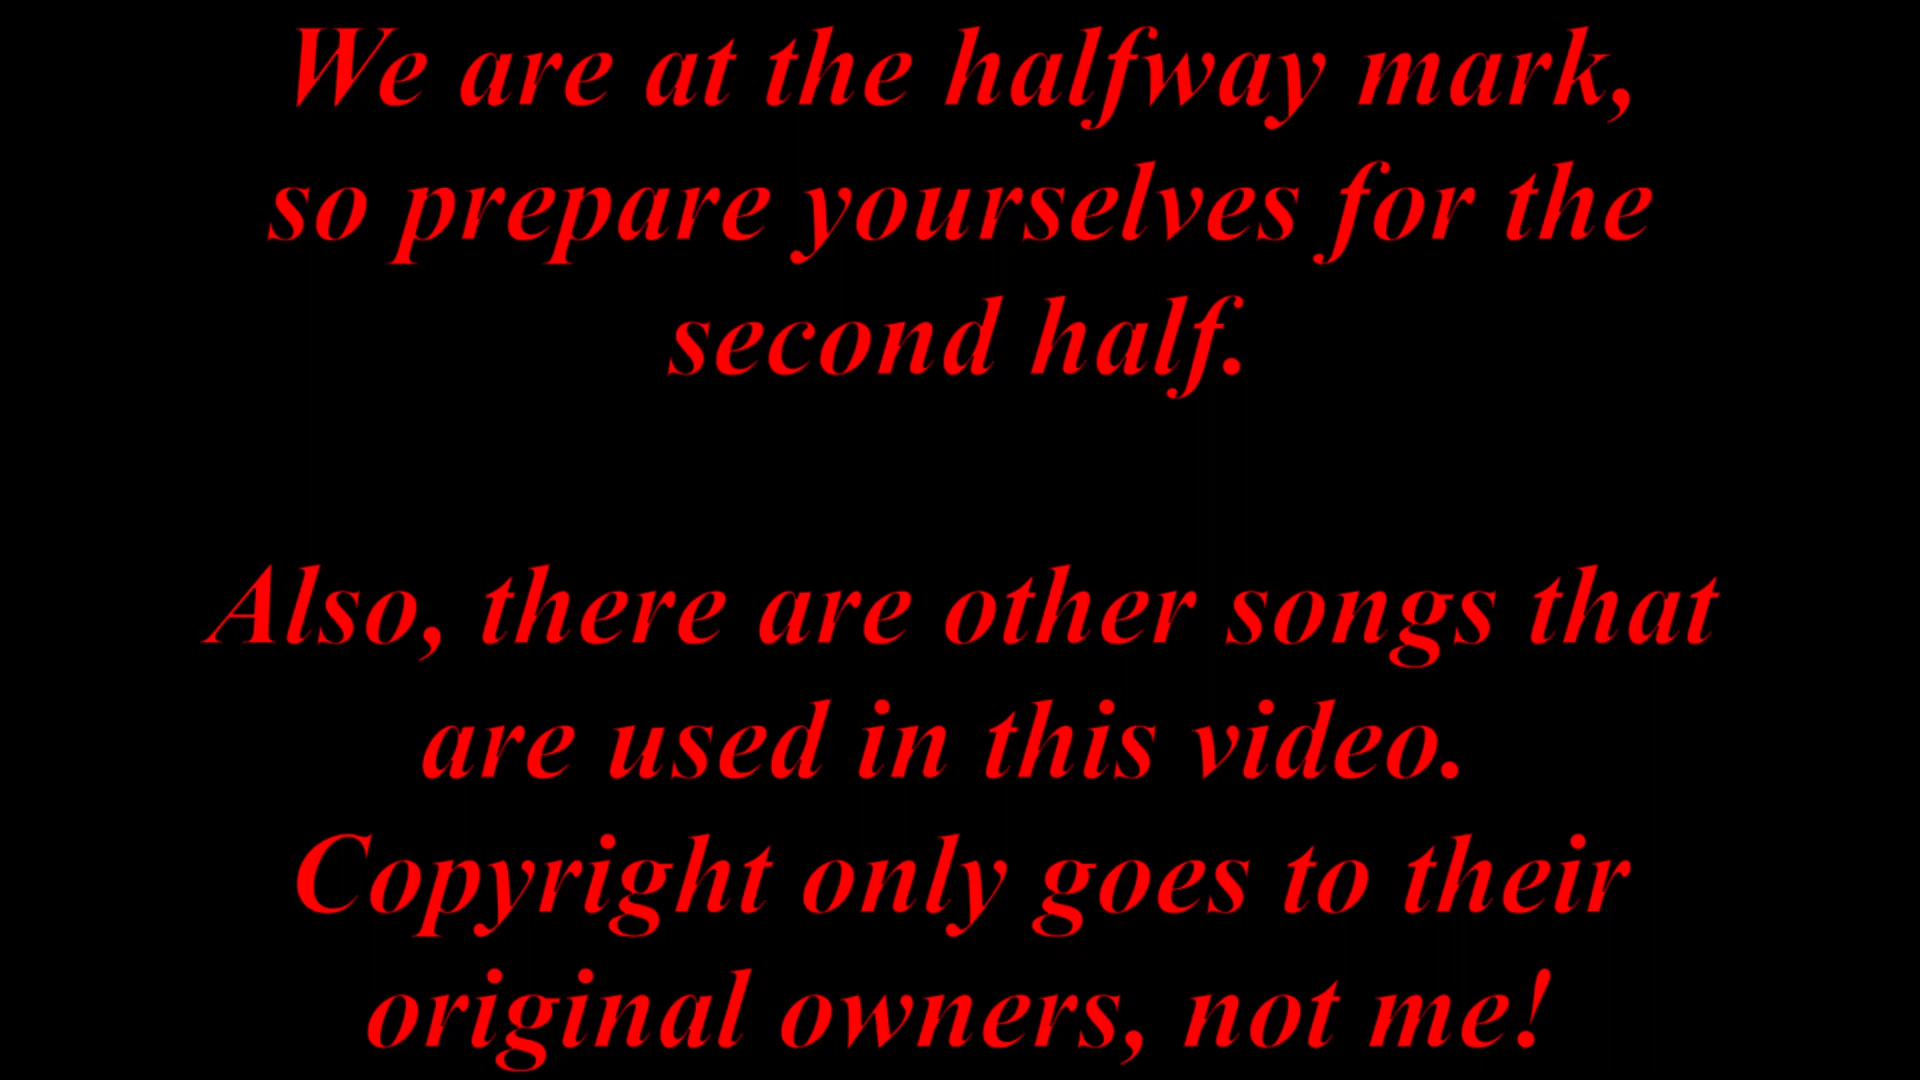 We are at the halfway mark,
so prepare yourselves for the
second half.
Also, there are other songs that
are used in this video.
Copyright only goes to their
original owners, not me!